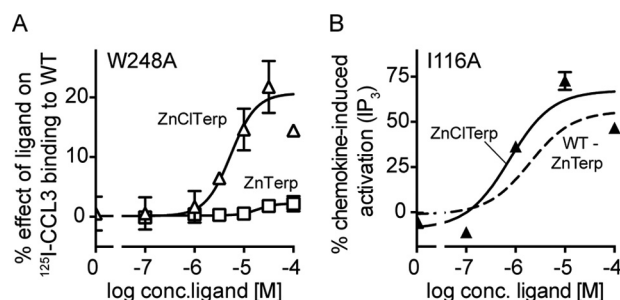 A
W248A
% effect of ligand on
¹²⁵I-CCL3 binding to WT
20
10
0
ZnClTerp
ZnTerp
0 -7 -6 -5 -4
log conc.ligand [M]
B
I116A
% chemokine-induced
activation (IP₃)
75
50
25
0
ZnClTerp
WT -
ZnTerp
0 -7 -6 -5 -4
log conc.ligand [M]